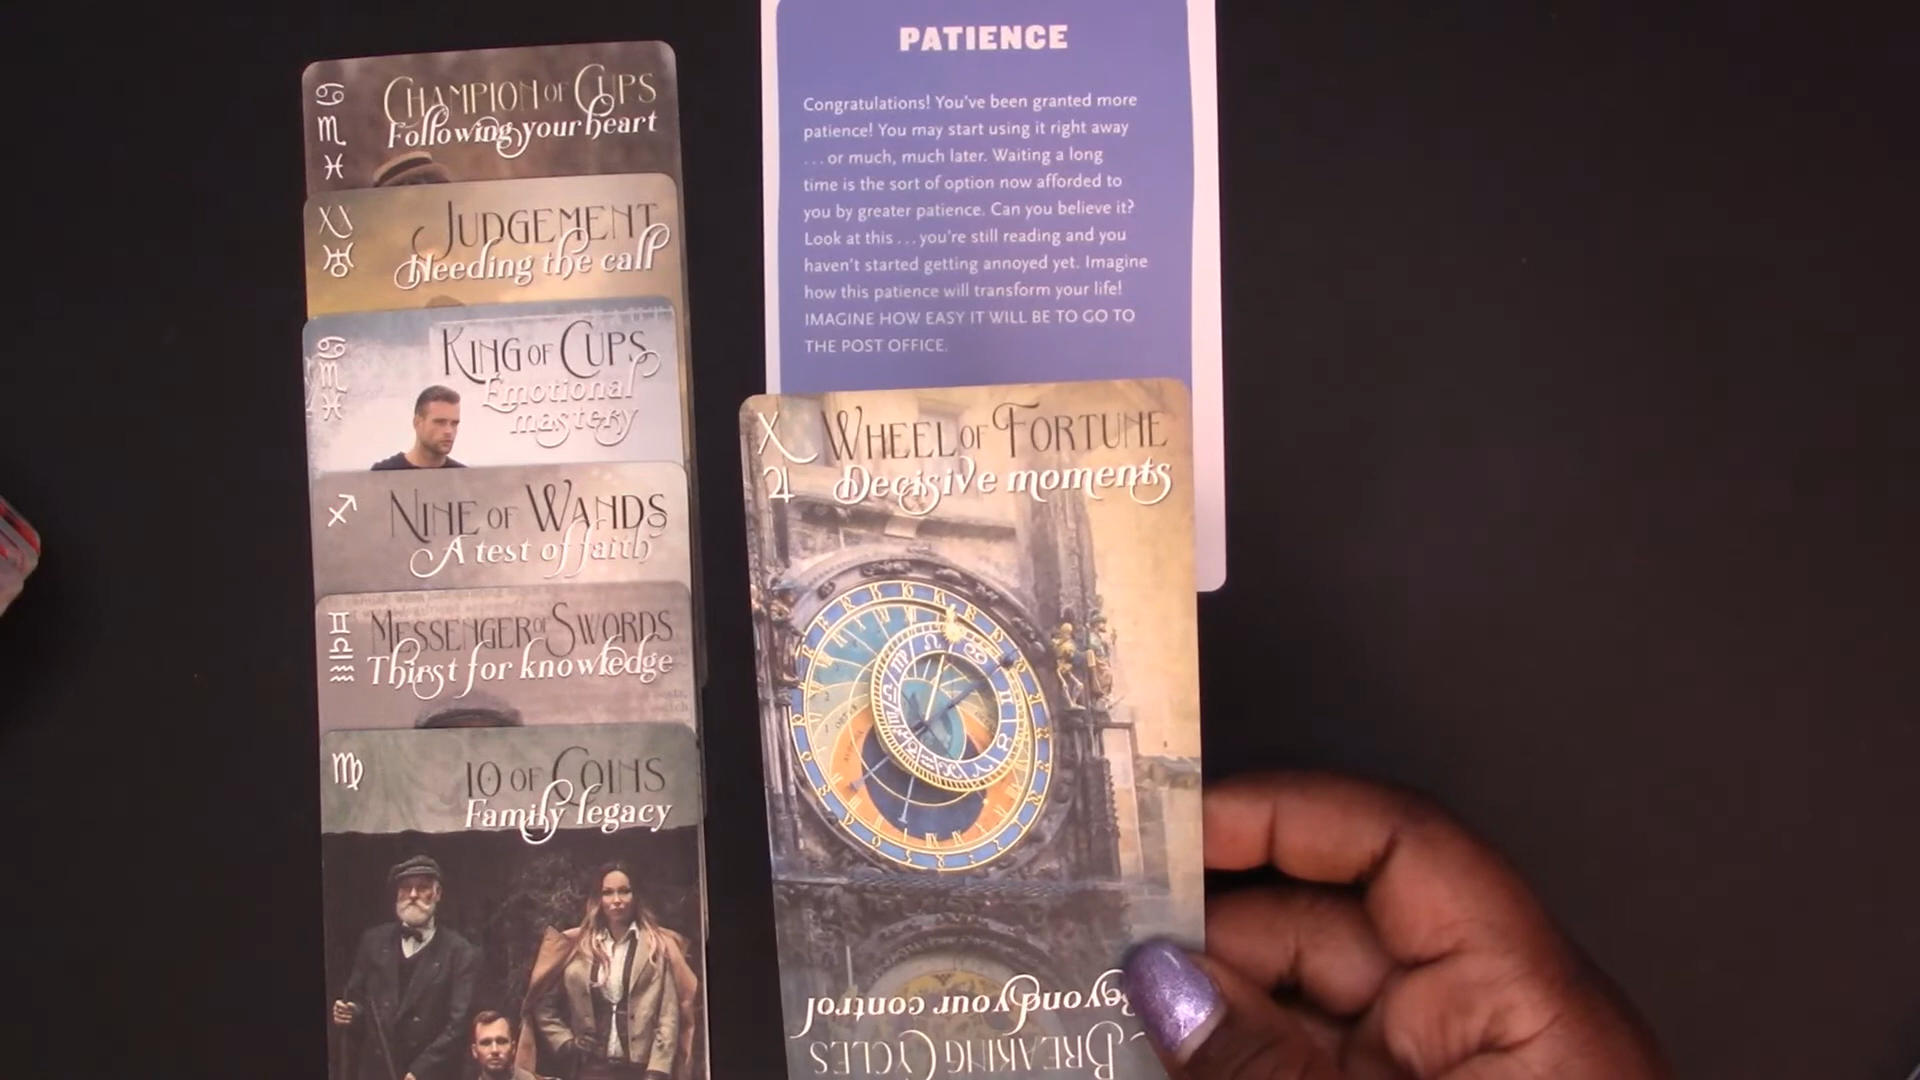 CHAMPION OF CUPS
Following your heart
JUDGEMENT
Heeding the call
KING OF CUPS
Emotional
mastery
NINE OF WANDS
A test of faith
MESSENGER OF SWORDS
Thirst for knowledge
10 OF COINS
Family legacy
PATIENCE
Congratulations! You've been granted more
patience! You may start using it right away
...or much, much later. Waiting a long
time is the sort of option now afforded to
you by greater patience. Can you believe it?
Look at this...you're still reading and you
haven't started getting annoyed yet. Imagine
how this patience will transform your life!
IMAGINE HOW EASY IT WILL BE TO GO TO
THE POST OFFICE.
X WHEEL OF FORTUNE
Decisive moments
Beyond your control
BREAKING CYCLES